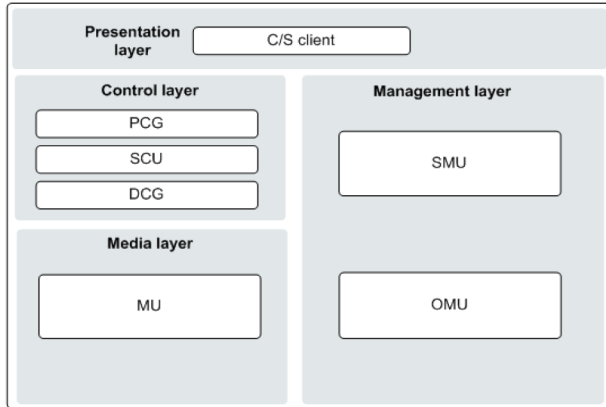 Presentation
layer
C/S client
Control layer
PCG
SCU
DCG
Management layer
SMU
OMU
Media layer
MU